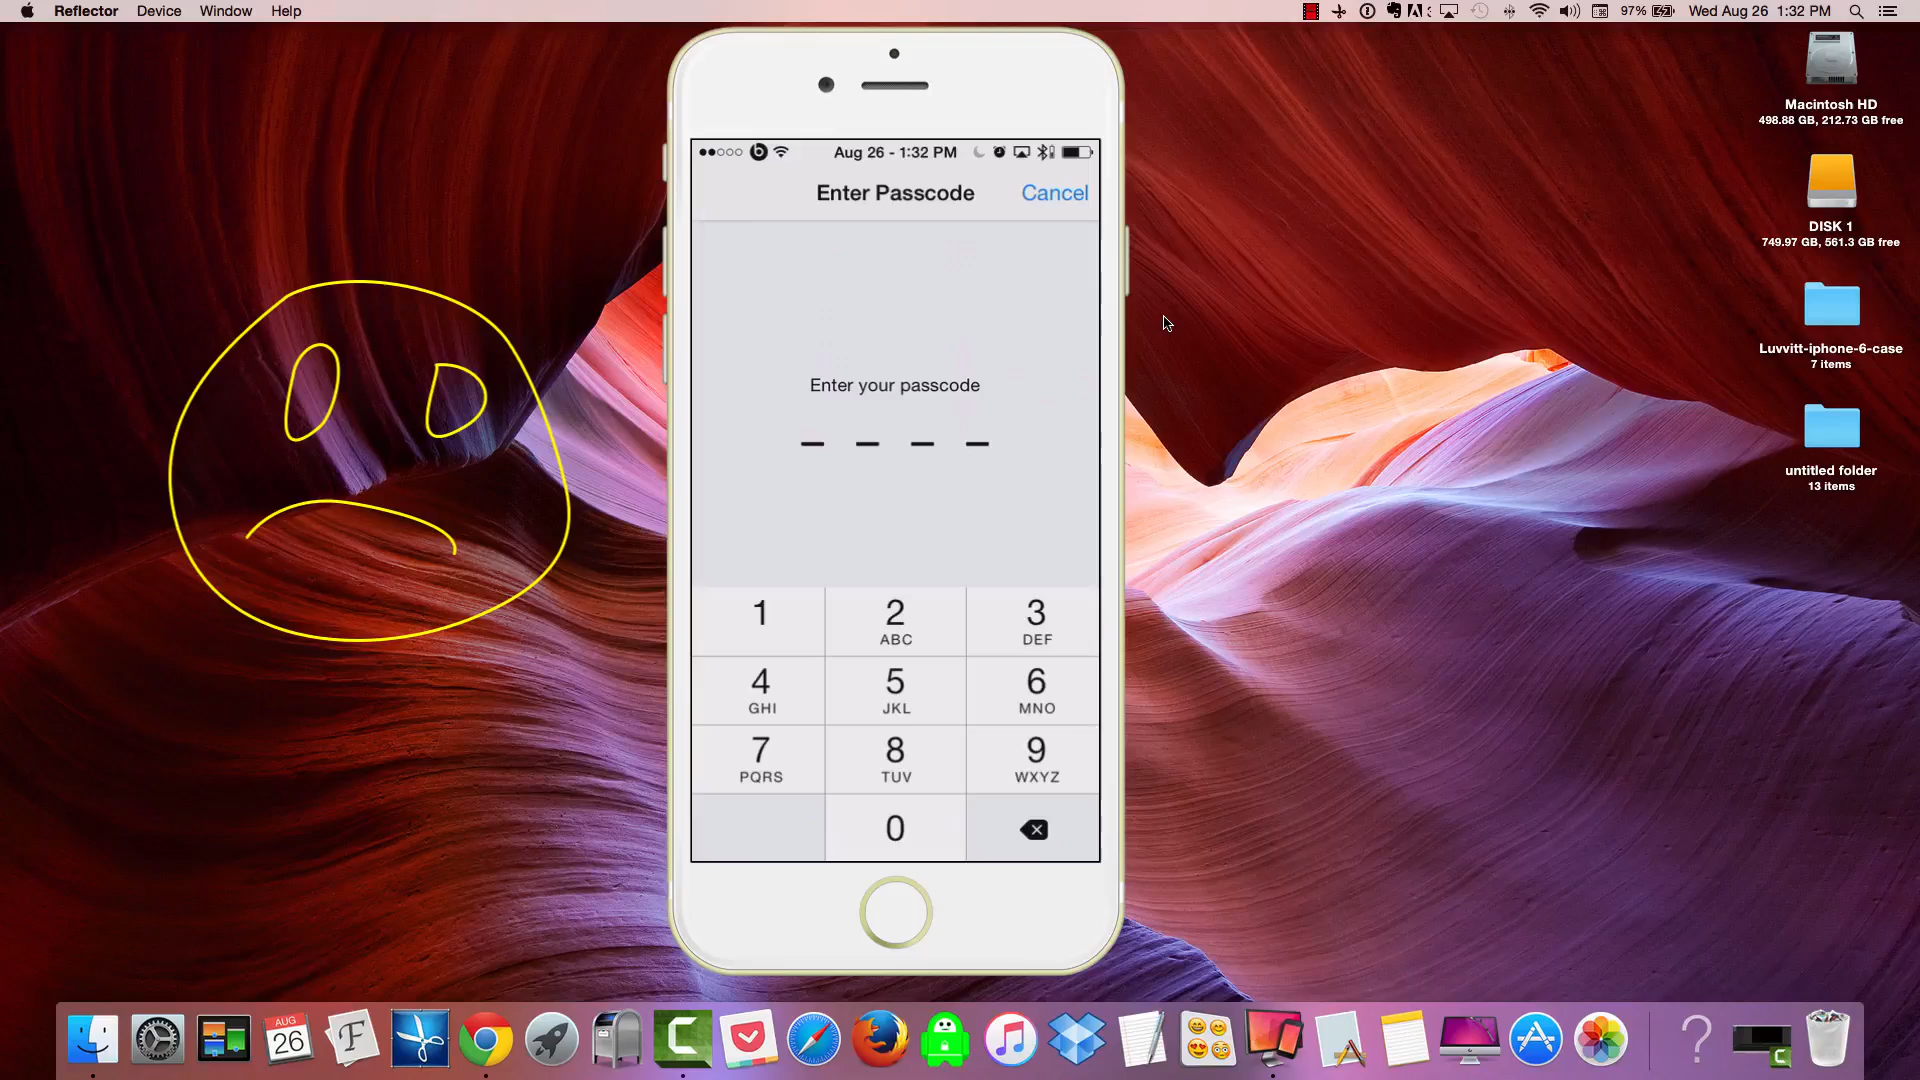 Reflector Device Window Help
97% Wed Aug 26 1:32 PM
Macintosh HD
498.88 GB, 212.73 GB free
DISK 1
749.97 GB, 561.3 GB free
Luvvitt-iphone-6-case
7 items
untitled folder
13 items
Aug 26 - 1:32 PM
Enter Passcode Cancel
Enter your passcode
1 2 3
ABC DEF
4 5 6
GHI JKL MNO
7 8 9
PQRS TUV WXYZ
0
AUG
26
F
C
?
C